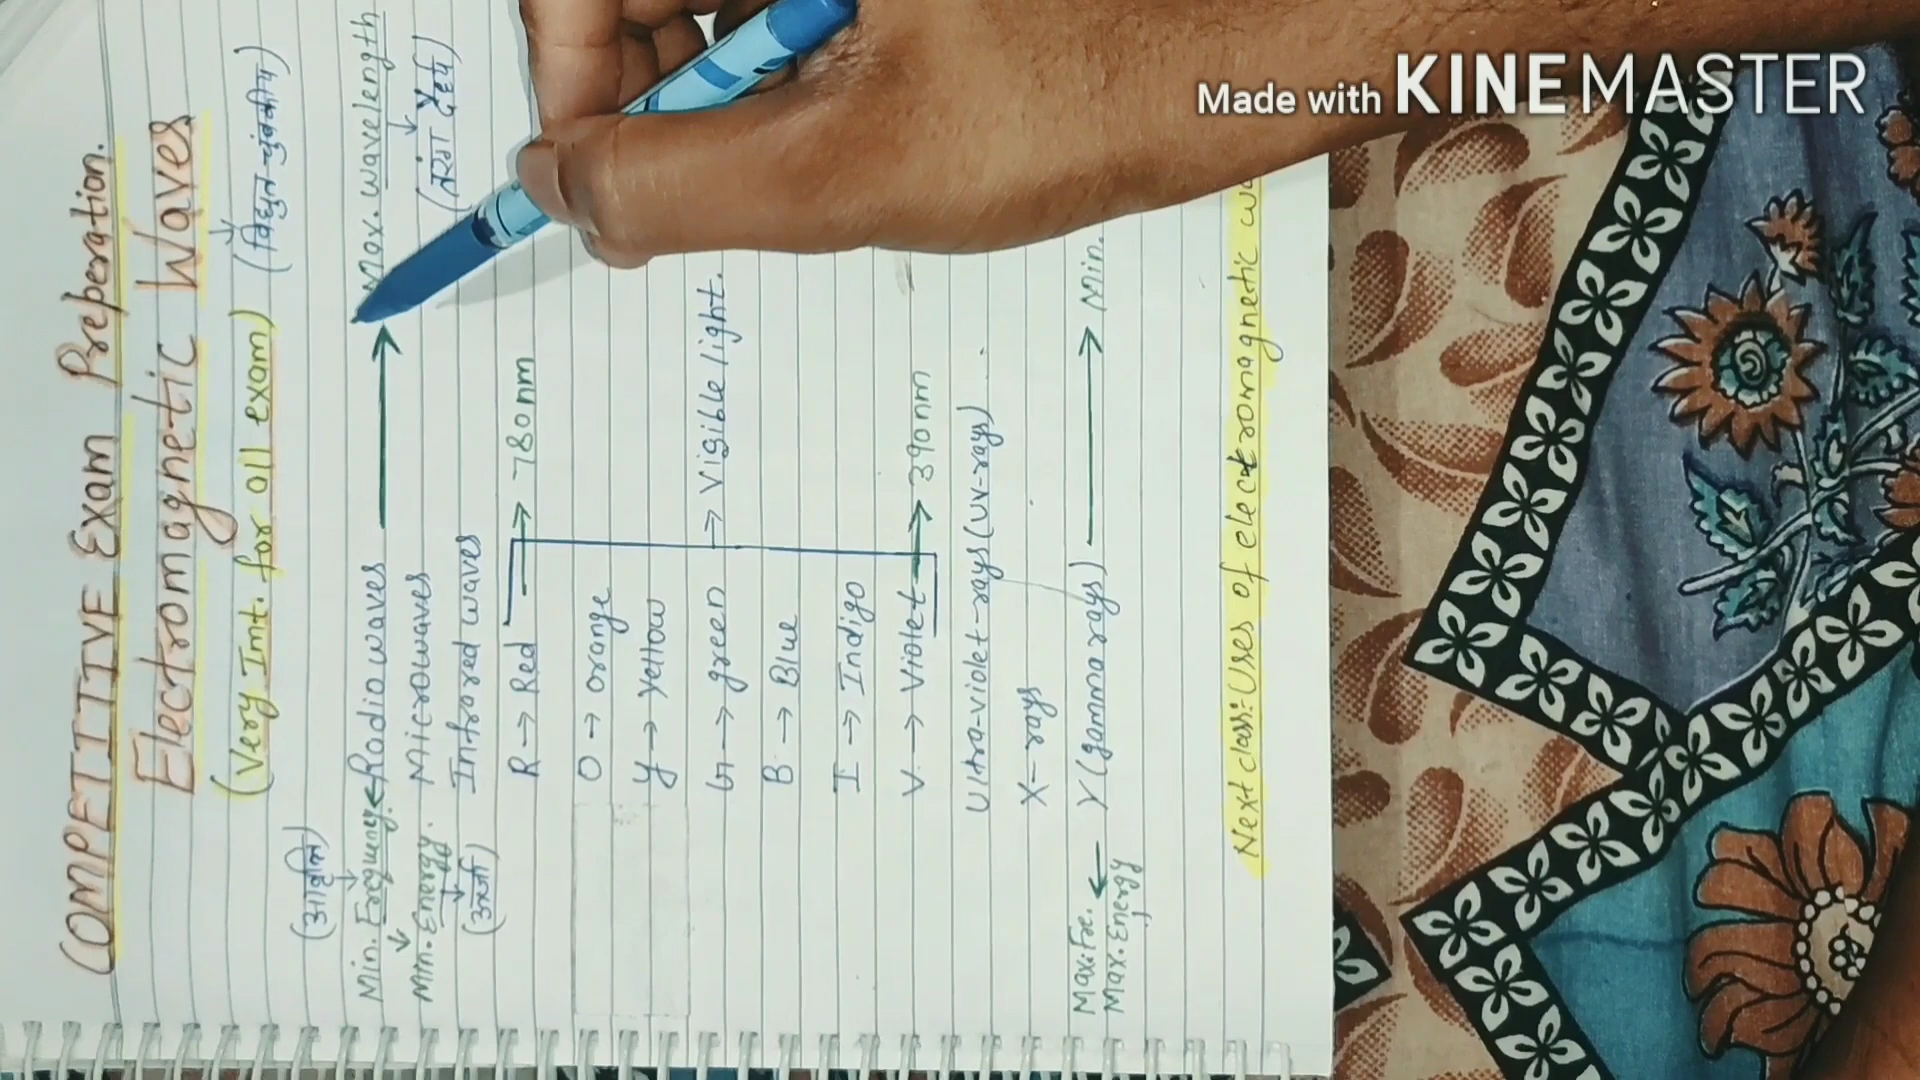 Made with KINEMASTER
COMPETITIVE Exam Preperation.
Electromagnetic Waves
(Very Imt. for all exam) (विद्युत-चुंबकीय)
(आवृत्ति)
Min. Freqency ← Radio waves → Max. wavelength
Min. Energy. Microwaves (तरंग दैर्ध्य)
(ऊर्जा) Infrared waves
R → Red → 780nm
O → orange
Y → Yellow
G → green ⇒ Visible light.
B → Blue
I → Indigo
V → Violet → 390nm
Ultra-violet-rays (UV-rays)
X-rays
Max. Fre. ← γ (gamma rays) → Min.
Max. Energy
Next class: Uses of electromagnetic